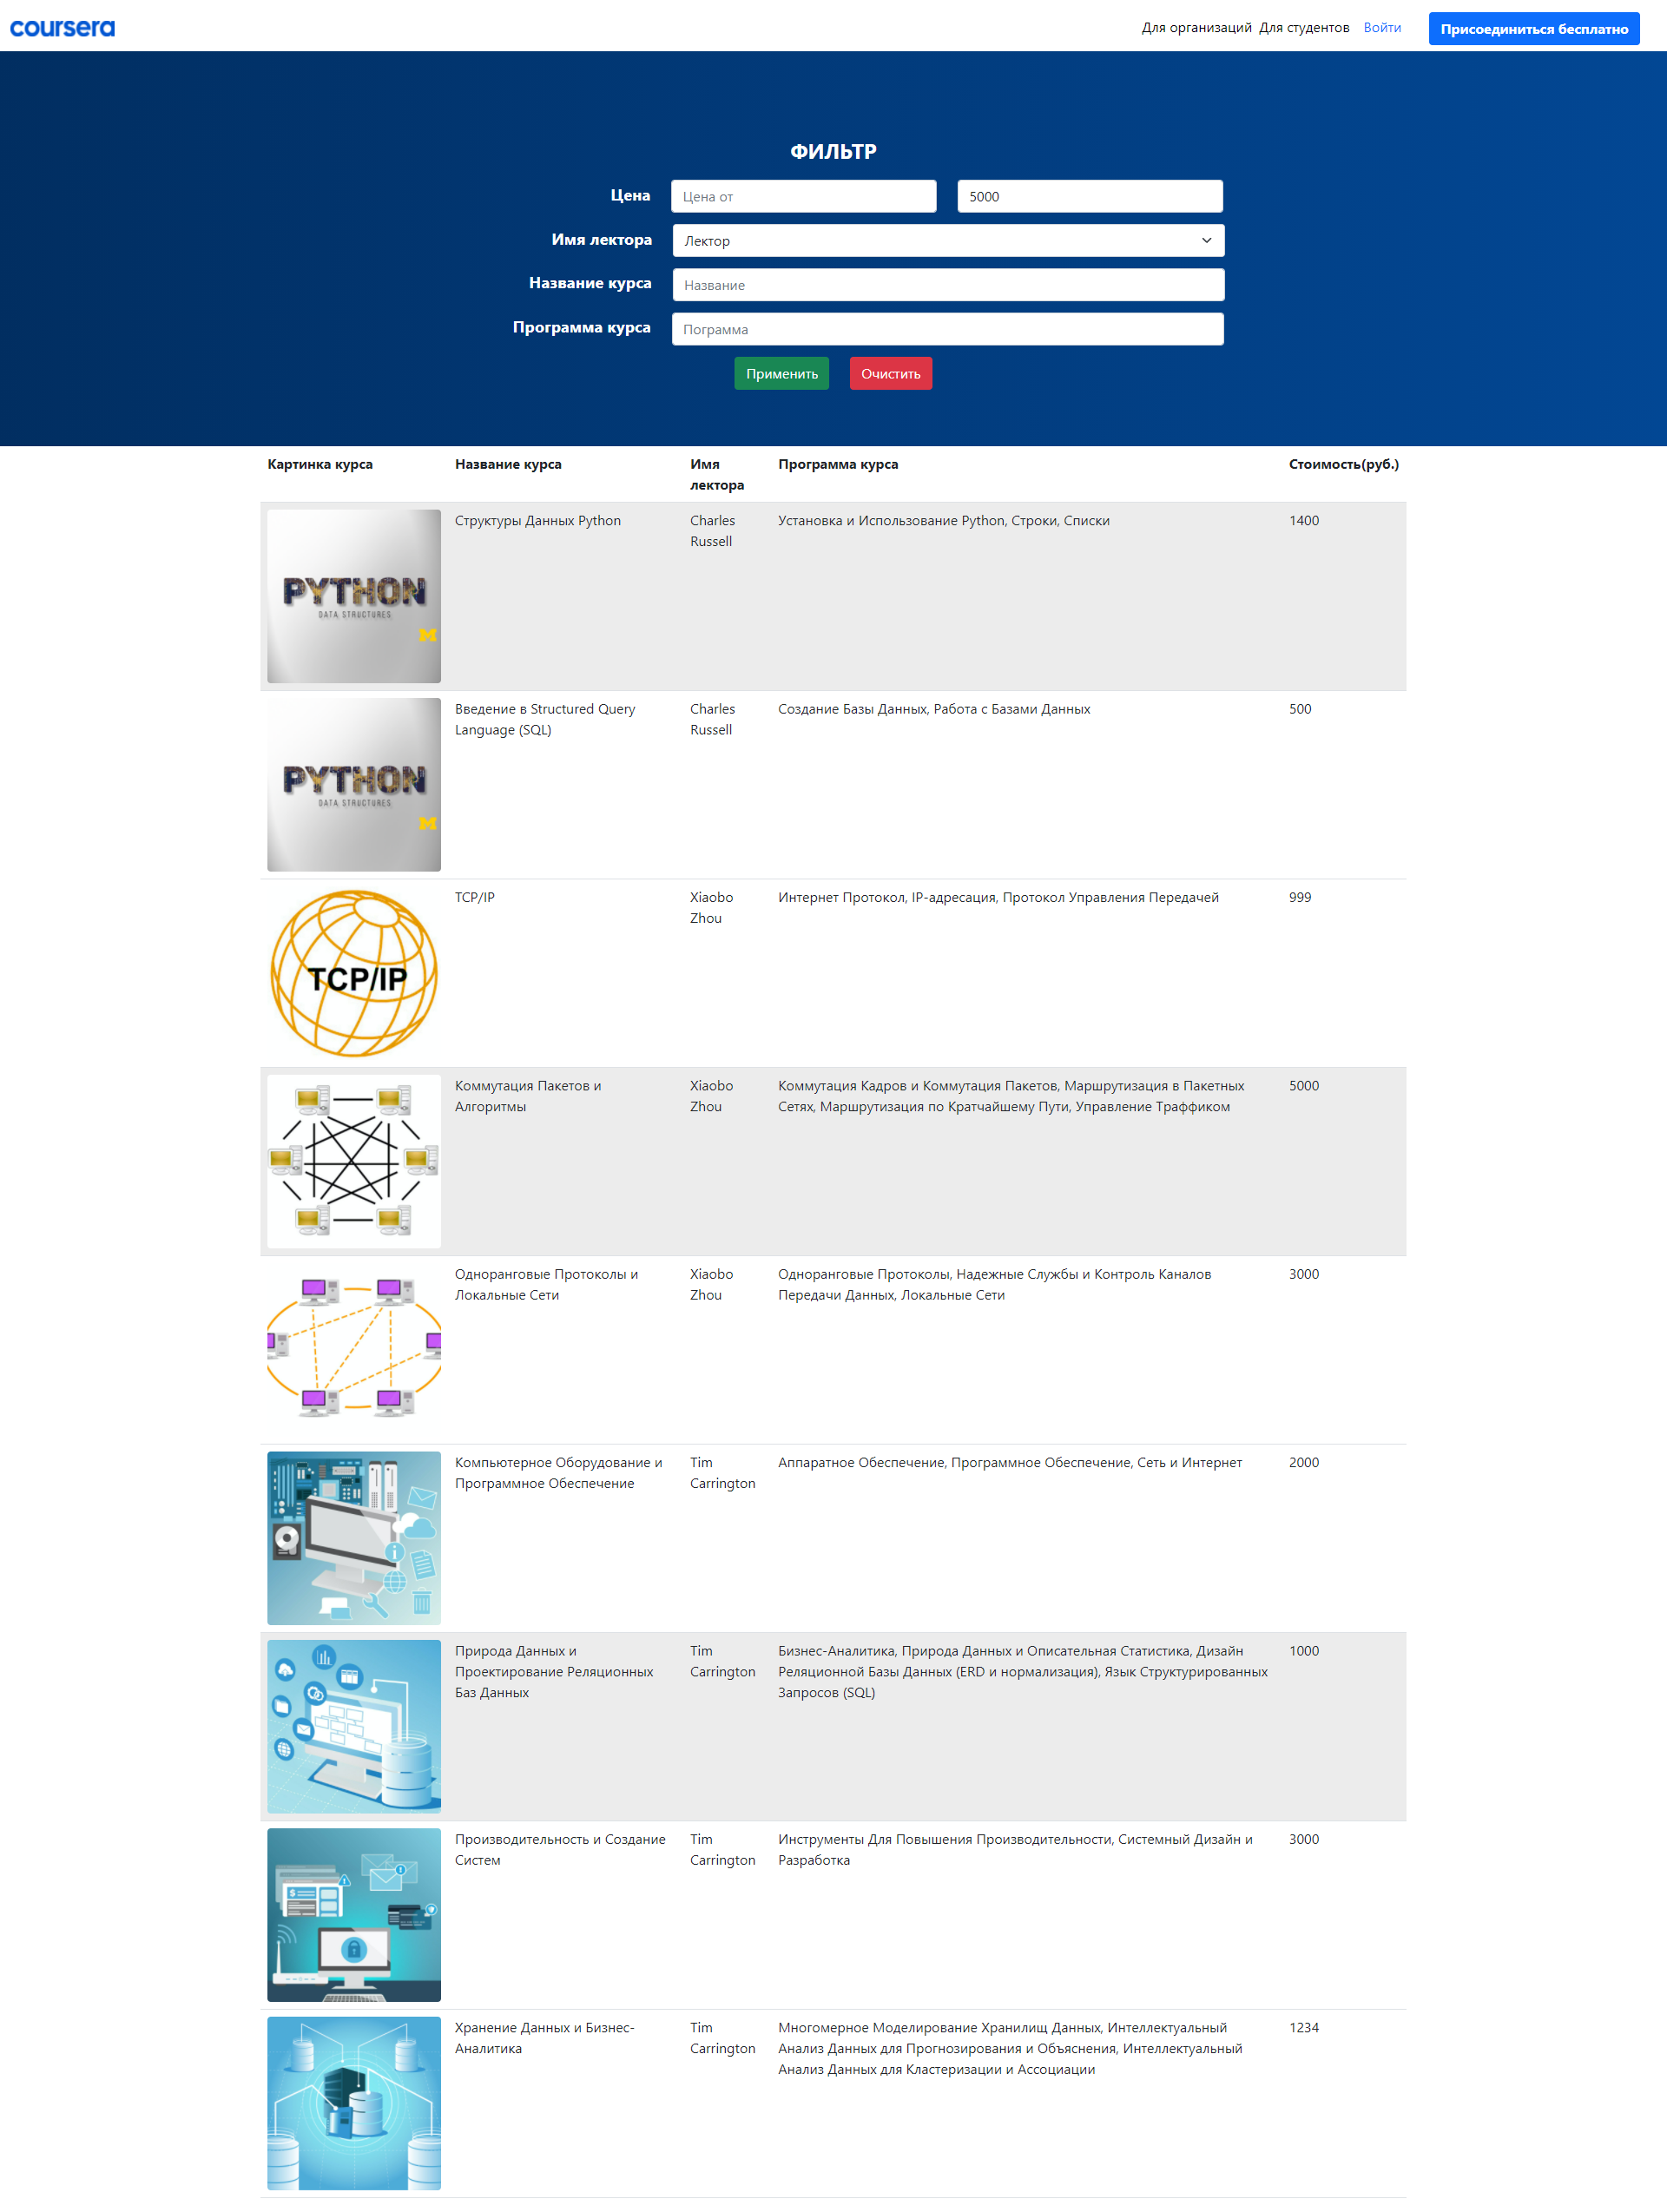 coursera
Для организаций Для студентов Войти Присоединиться бесплатно
ФИЛЬТР
Цена Цена от 5000
Имя лектора Лектор
Название курса Название
Программа курса Пограмма
Применить Очистить
Картинка курса Название курса Имя лектора Программа курса Стоимость(руб.)
PYTHON
DATA STRUCTURES
M
Структуры Данных Python
Charles
Russell
Установка и Использование Python, Строки, Списки
1400
PYTHON
DATA STRUCTURES
M
Введение в Structured Query
Language (SQL)
Charles
Russell
Создание Базы Данных, Работа с Базами Данных
500
TCP/IP
TCP/IP
Xiaobo
Zhou
Интернет Протокол, IP-адресация, Протокол Управления Передачей
999
Коммутация Пакетов и
Алгоритмы
Xiaobo
Zhou
Коммутация Кадров и Коммутация Пакетов, Маршрутизация в Пакетных
Сетях, Маршрутизация по Кратчайшему Пути, Управление Траффиком
5000
Одноранговые Протоколы и
Локальные Сети
Xiaobo
Zhou
Одноранговые Протоколы, Надежные Службы и Контроль Каналов
Передачи Данных, Локальные Сети
3000
Компьютерное Оборудование и
Программное Обеспечение
Tim
Carrington
Аппаратное Обеспечение, Программное Обеспечение, Сеть и Интернет
2000
Природа Данных и
Проектирование Реляционных
Баз Данных
Tim
Carrington
Бизнес-Аналитика, Природа Данных и Описательная Статистика, Дизайн
Реляционной Базы Данных (ERD и нормализация), Язык Структурированных
Запросов (SQL)
1000
Производительность и Создание
Систем
Tim
Carrington
Инструменты Для Повышения Производительности, Системный Дизайн и
Разработка
3000
Хранение Данных и Бизнес-
Аналитика
Tim
Carrington
Многомерное Моделирование Хранилищ Данных, Интеллектуальный
Анализ Данных для Прогнозирования и Объяснения, Интеллектуальный
Анализ Данных для Кластеризации и Ассоциации
1234